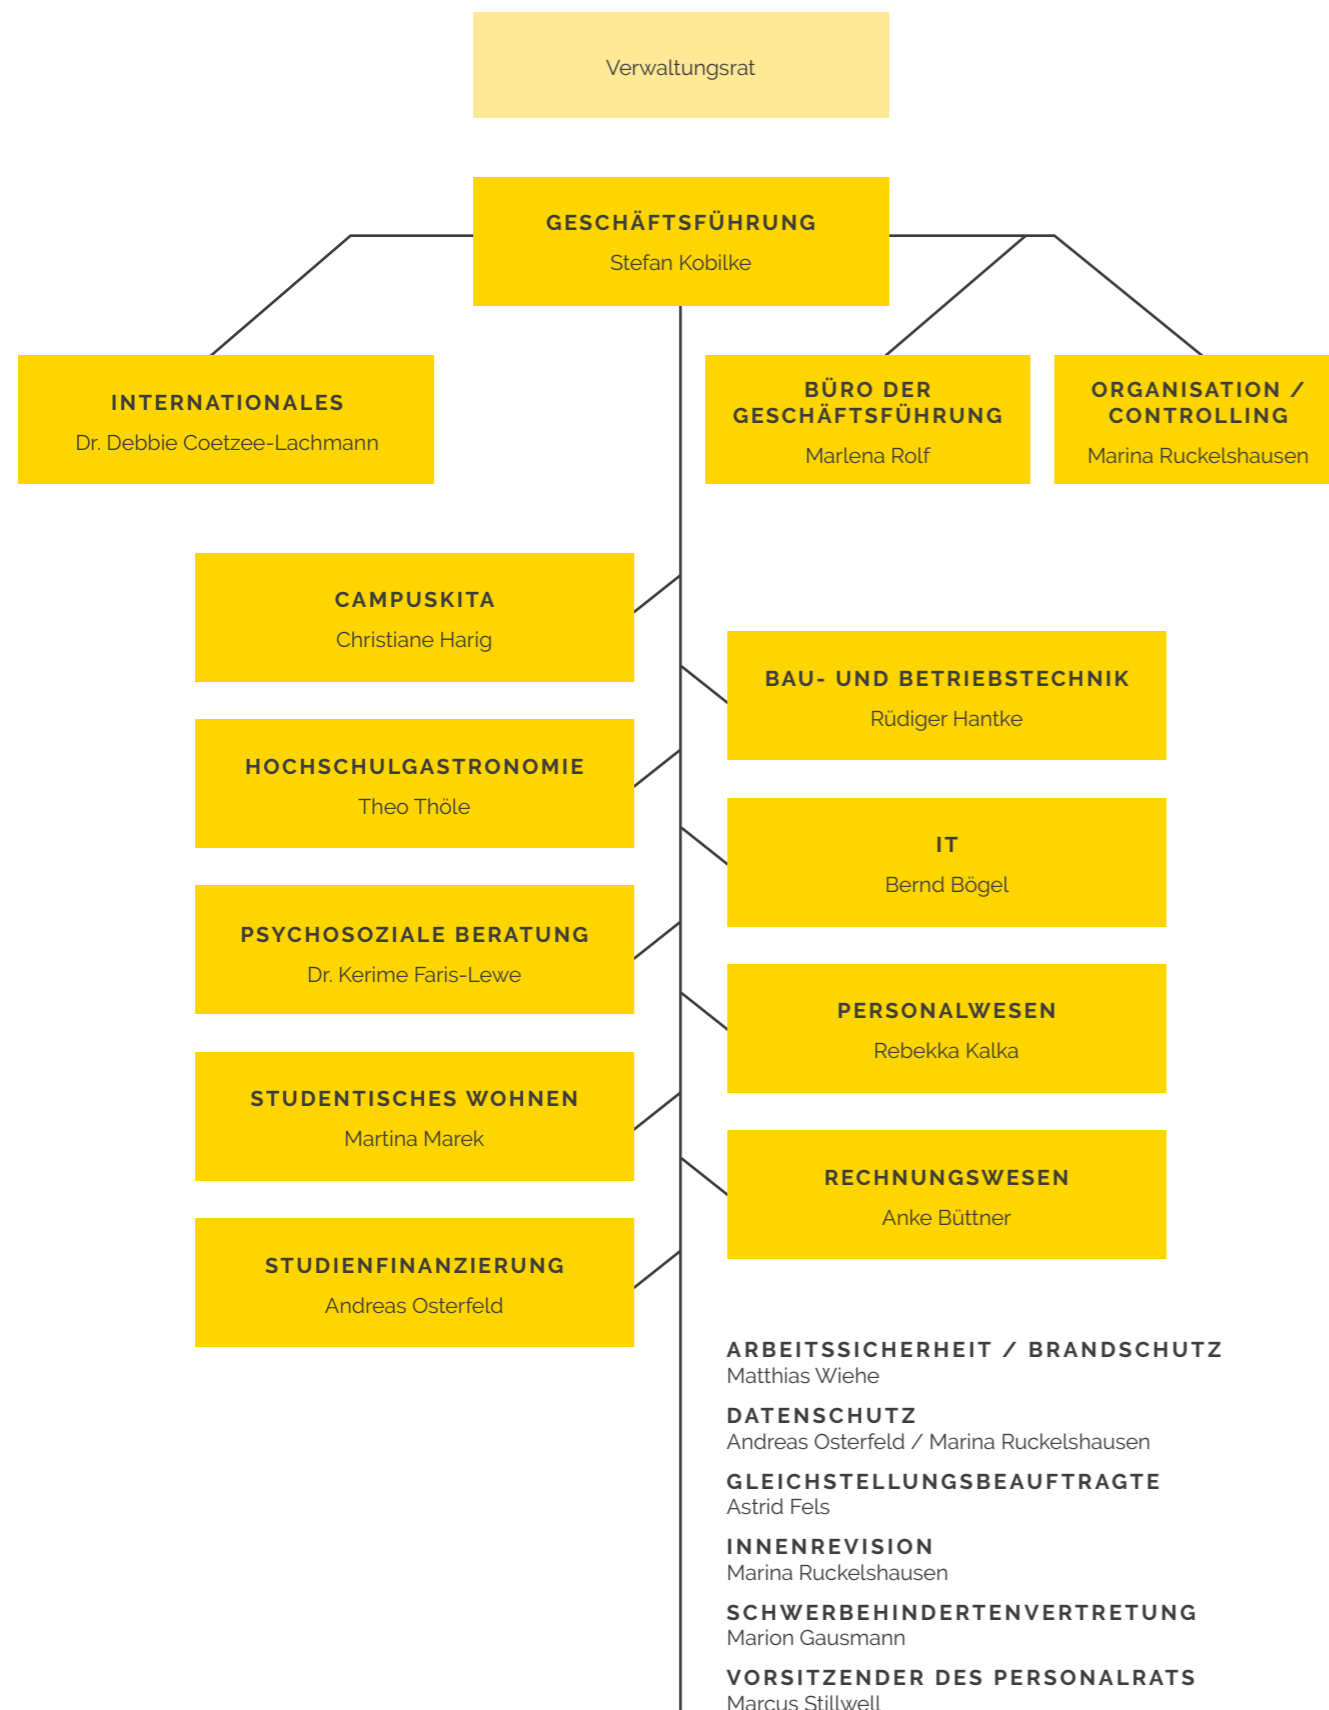 Verwaltungsrat
GESCHÄFTSFÜHRUNG
Stefan Kobilke
INTERNATIONALES
Dr. Debbie Coetzee-Lachmann
BÜRO DER
GESCHÄFTSFÜHRUNG
Marlena Rolf
ORGANISATION /
CONTROLLING
Marina Ruckelshausen
CAMPUSKITA
Christiane Harig
BAU- UND BETRIEBSTECHNIK
Rüdiger Hantke
HOCHSCHULGASTRONOMIE
Theo Thöle
IT
Bernd Bögel
PSYCHOSOZIALE BERATUNG
Dr. Kerime Faris-Lewe
PERSONALWESEN
Rebekka Kalka
STUDENTISCHES WOHNEN
Martina Marek
RECHNUNGSWESEN
Anke Büttner
STUDIENFINANZIERUNG
Andreas Osterfeld
ARBEITSSICHERHEIT / BRANDSCHUTZ
Matthias Wiehe
DATENSCHUTZ
Andreas Osterfeld / Marina Ruckelshausen
GLEICHSTELLUNGSBEAUFTRAGTE
Astrid Fels
INNENREVISION
Marina Ruckelshausen
SCHWERBEHINDERTENVERTRETUNG
Marion Gausmann
VORSITZENDER DES PERSONALRATS
Marcus Stillwell